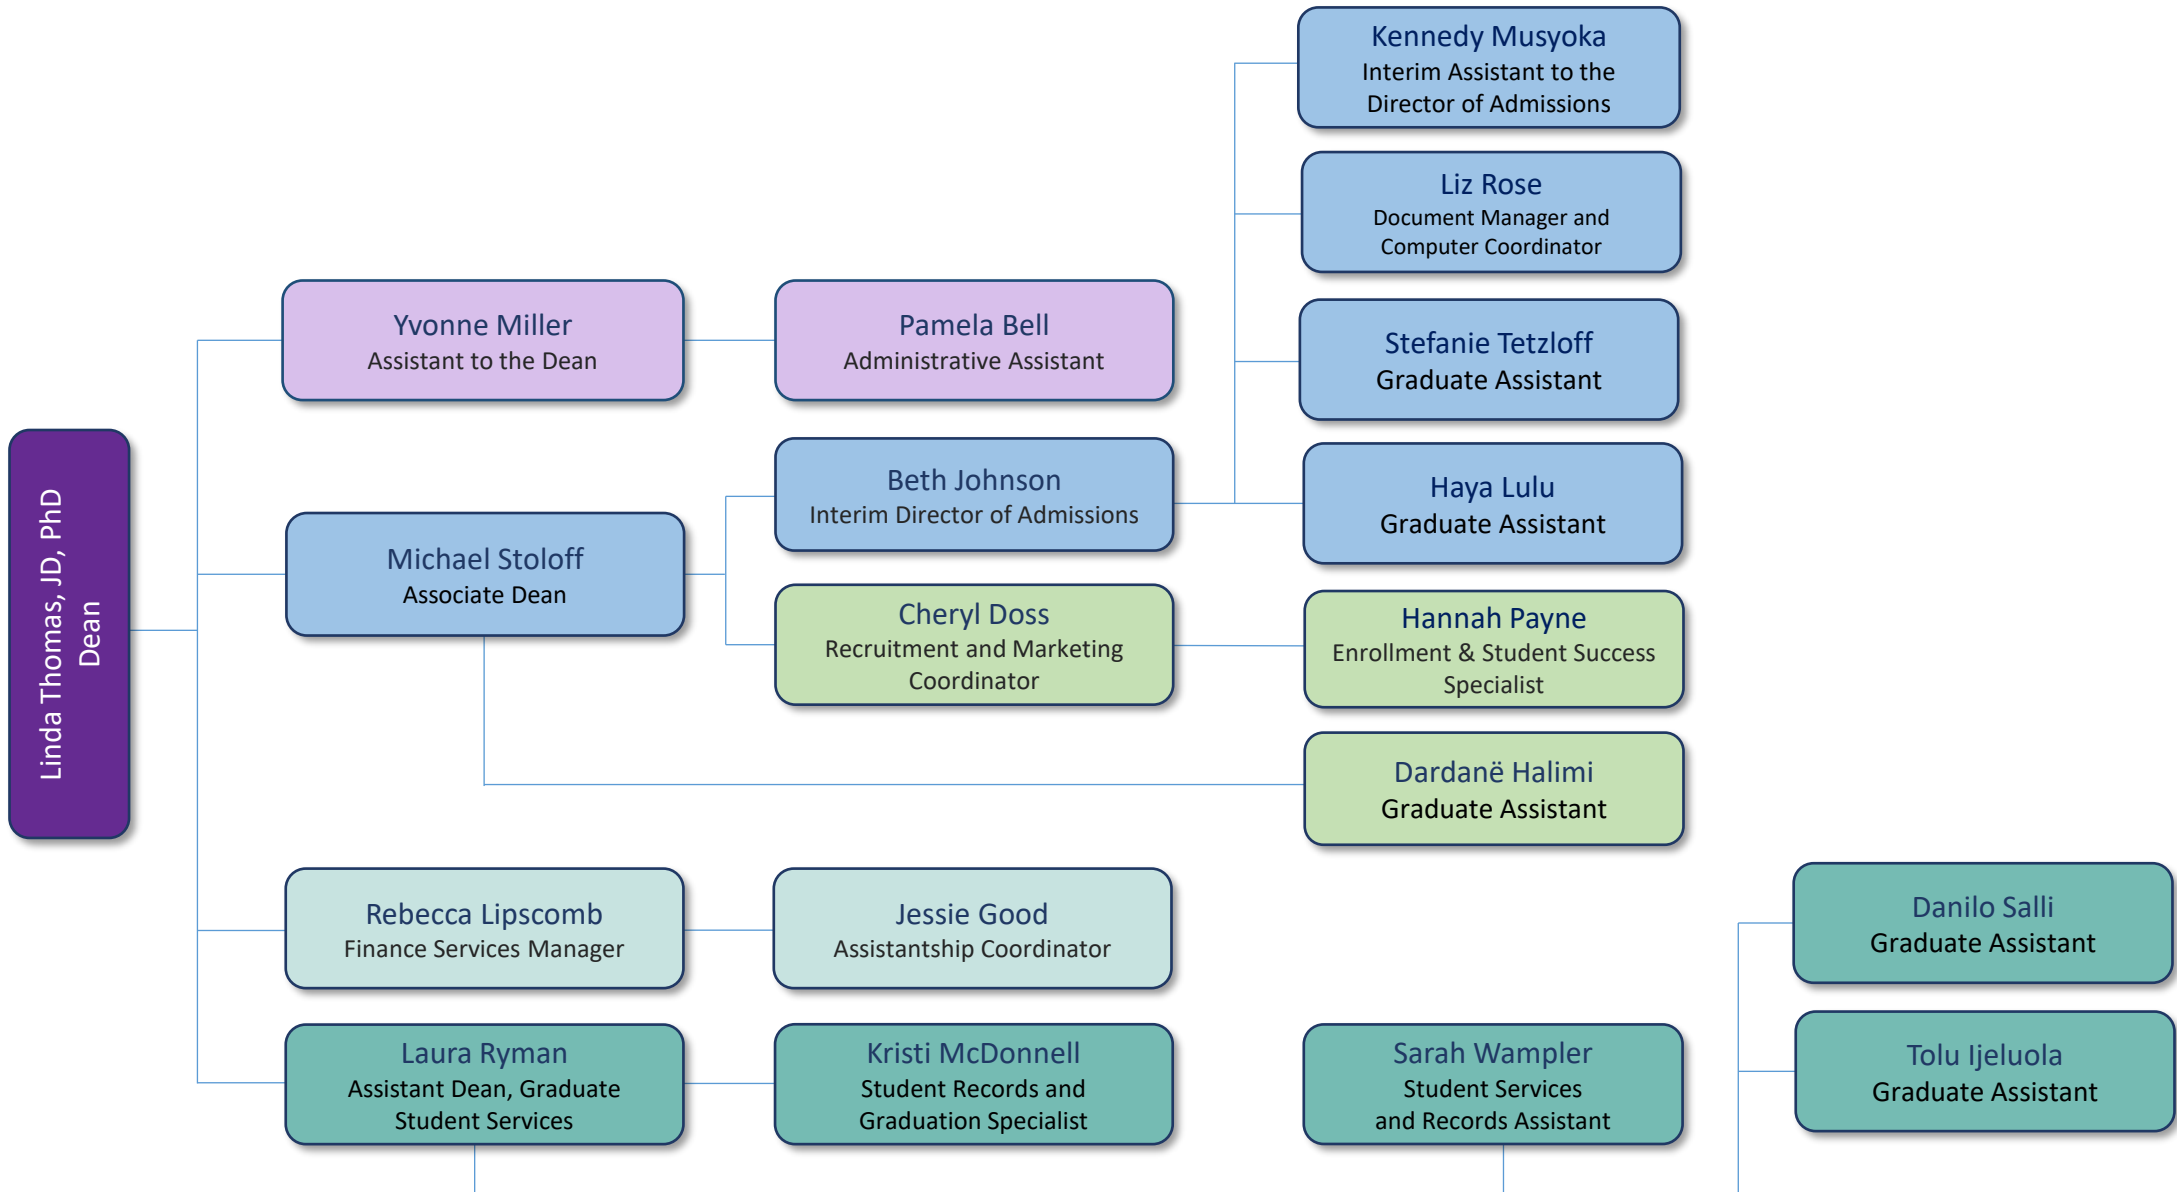 Kennedy Musyoka
Interim Assistant to the
Director of Admissions
Liz Rose
Document Manager and
Computer Coordinator
Yvonne Miller
Assistant to the Dean
Pamela Bell
Administrative Assistant
Stefanie Tetzloff
Graduate Assistant
Linda Thomas, JD, PhD
Dean
Michael Stoloff
Associate Dean
Beth Johnson
Interim Director of Admissions
Haya Lulu
Graduate Assistant
Cheryl Doss
Recruitment and Marketing
Coordinator
Hannah Payne
Enrollment & Student Success
Specialist
Dardanë Halimi
Graduate Assistant
Rebecca Lipscomb
Finance Services Manager
Jessie Good
Assistantship Coordinator
Danilo Salli
Graduate Assistant
Laura Ryman
Assistant Dean, Graduate
Student Services
Kristi McDonnell
Student Records and
Graduation Specialist
Sarah Wampler
Student Services
and Records Assistant
Tolu Ijeluola
Graduate Assistant